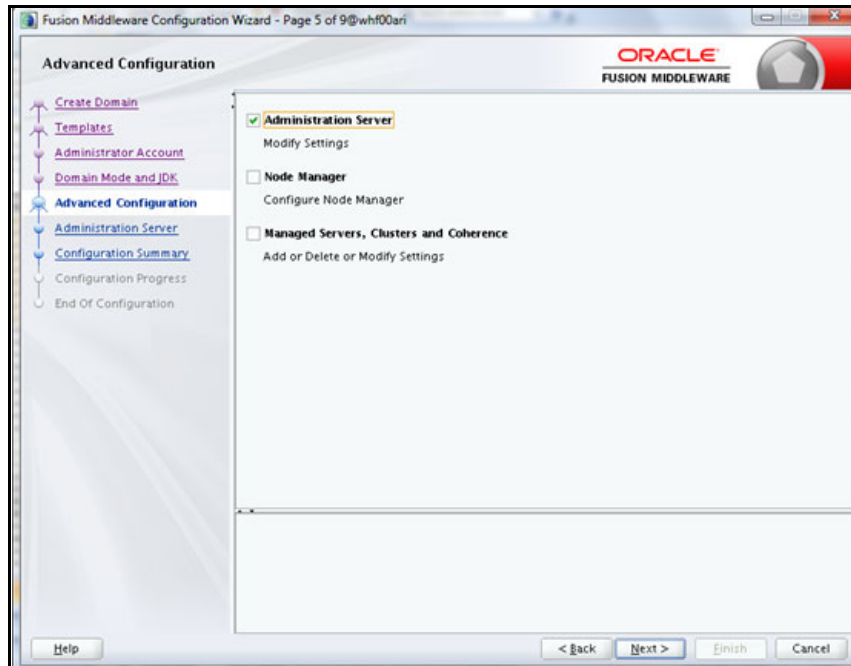 Fusion Middleware Configuration Wizard - Page 5 of 9@whf00ari
Advanced Configuration
ORACLE
FUSION MIDDLEWARE
Create Domain
Templates
Administrator Account
Domain Mode and JDK
Advanced Configuration
Administration Server
Configuration Summary
Configuration Progress
End Of Configuration
Administration Server
Modify Settings
Node Manager
Configure Node Manager
Managed Servers, Clusters and Coherence
Add or Delete or Modify Settings
Help
< Back
Next >
Finish
Cancel